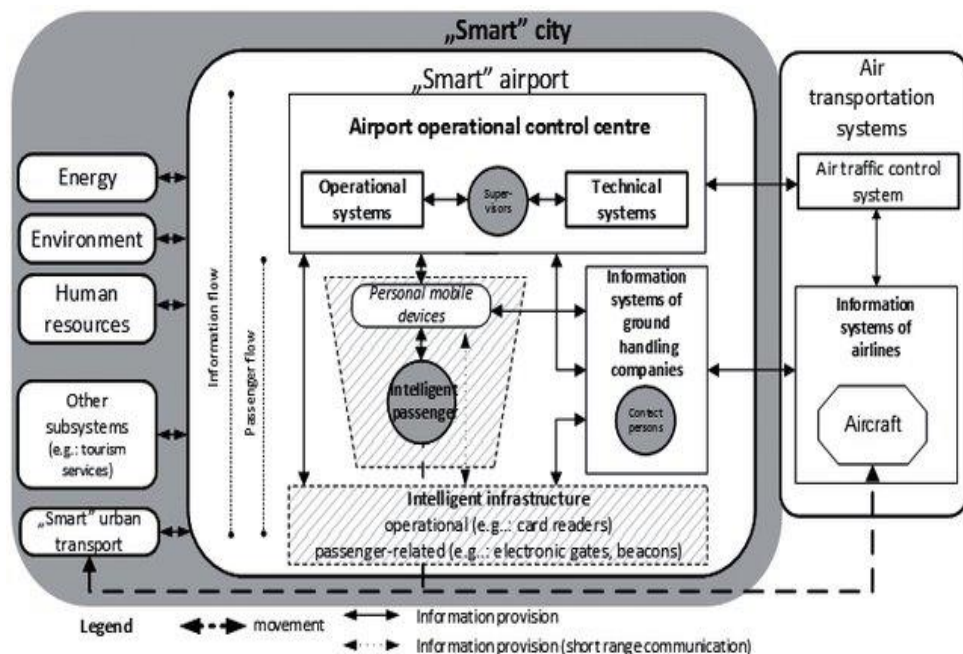 „Smart” city
„Smart” airport
Airport operational control centre
Operational
systems
Super-
visors
Technical
systems
Energy
Environment
Human
resources
Other
subsystems
(e.g.: tourism
services)
„Smart” urban
transport
Information flow
Passenger flow
Personal mobile
devices
Intelligent
passenger
Information
systems of
ground
handling
companies
Contact
persons
Intelligent infrastructure
operational (e.g..: card readers)
passenger-related (e.g..: electronic gates, beacons)
Air
transportation
systems
Air traffic control
system
Information
systems of
airlines
Aircraft
Legend
movement
Information provision
Information provision (short range communication)